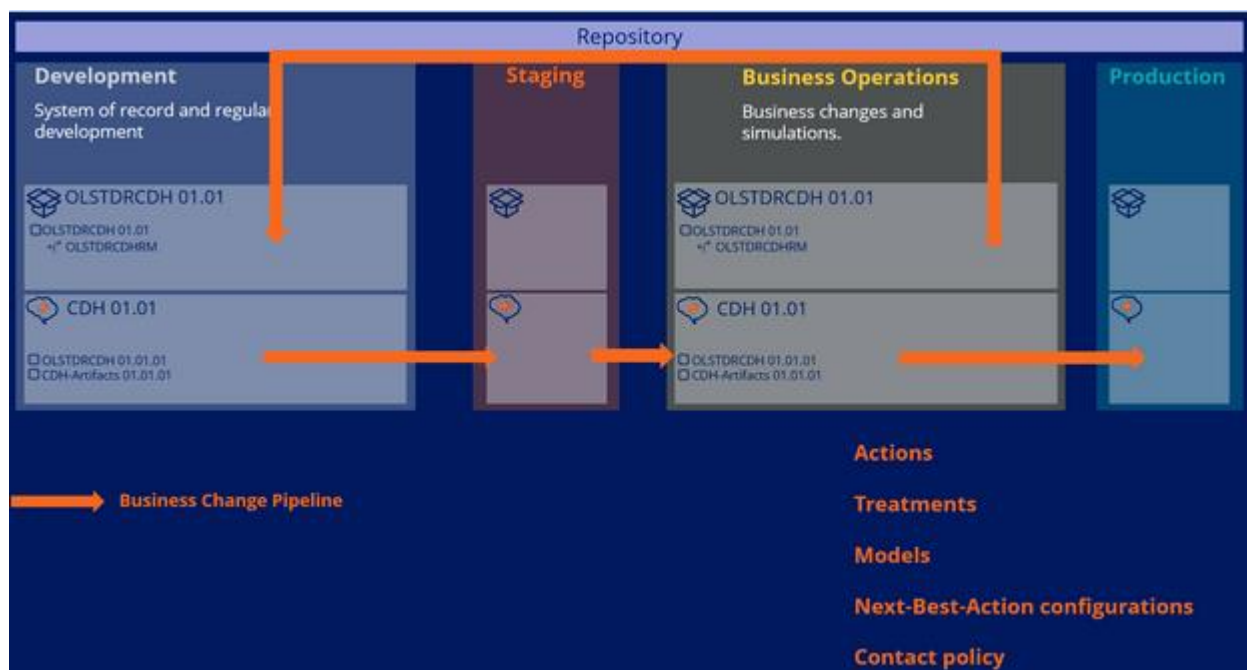 Repository
Development
System of record and regular
development
OLSTDRCDH 01.01
OLSTDRCDH 01.01
+/* OLSTDRCDHRM
CDH 01.01
OLSTDRCDH 01.01.01
CDH-Artifacts 01.01.01
Staging
Business Operations
Business changes and
simulations.
OLSTDRCDH 01.01
OLSTDRCDH 01.01
+/* OLSTDRCDHRM
CDH 01.01
OLSTDRCDH 01.01.01
CDH-Artifacts 01.01.01
Production
Business Change Pipeline
Actions
Treatments
Models
Next-Best-Action configurations
Contact policy